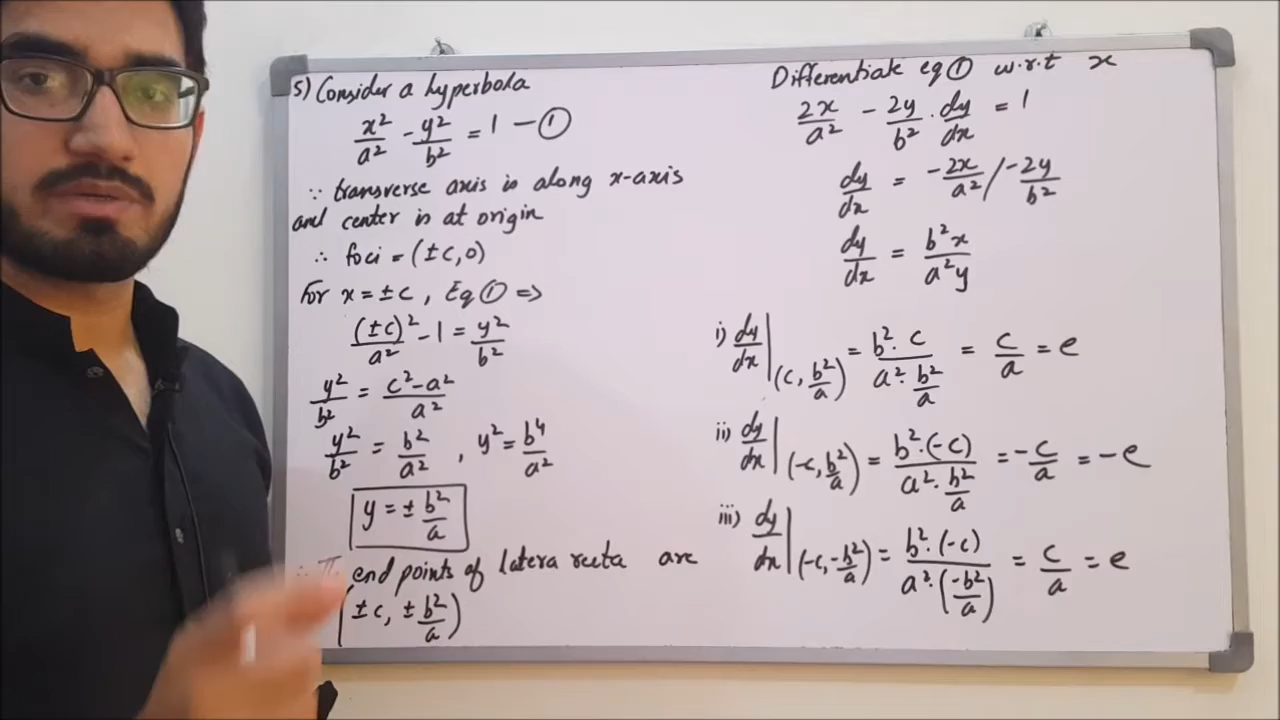 5) Consider a hyperbola
x²/a² - y²/b² = 1 - ①
∵ transverse axis is along x-axis
and center is at origin
∴ foci = (±c, 0)
For x = ±c, Eq ① ⇒
(±c)²/a² - 1 = y²/b²
y²/b² = c² - a²/a²
y²/b² = b²/a² , y² = b⁴/a²
y = ± b²/a
end points of latera recta are
(±c, ± b²/a)
Differentiate eq ① w.r.t x
2x/a² - 2y/b² . dy/dx = 1
dy/dx = -2x/a² / -2y/b²
dy/dx = b²x/a²y
i) dy/dx|(c, b²/a) = b². c/a². b²/a = c/a = e
ii) dy/dx|(-c, b²/a) = b².(-c)/a². b²/a = -c/a = -e
iii) dy/dx|(-c, -b²/a) = b².(-c)/a².(-b²/a) = c/a = e